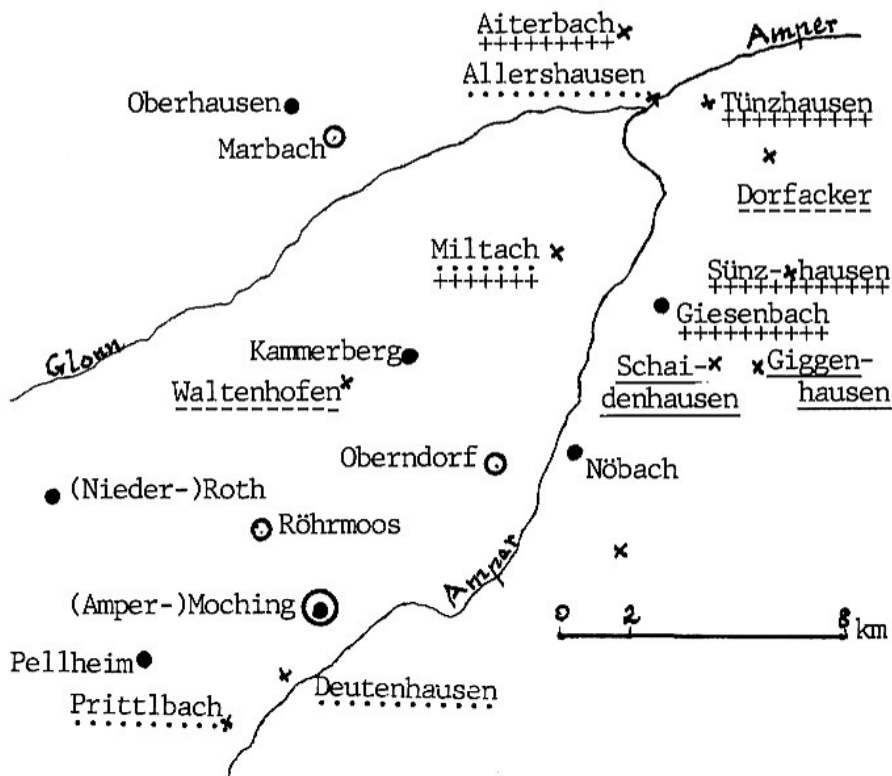 Aiterbach
Amper
Allershausen
Oberhausen
Tünzhausen
Marbach
Dorfacker
Miltach
Sünz-hausen
Giesenbach
Glonn
Kammerberg
Schai-
denhausen
Giggen-
hausen
Waltenhofen
Oberndorf
Nöbach
(Nieder-)Roth
Röhrmoos
Amper
(Amper-)Moching
0 2 8 km
Pellheim
Deutenhausen
Prittlbach